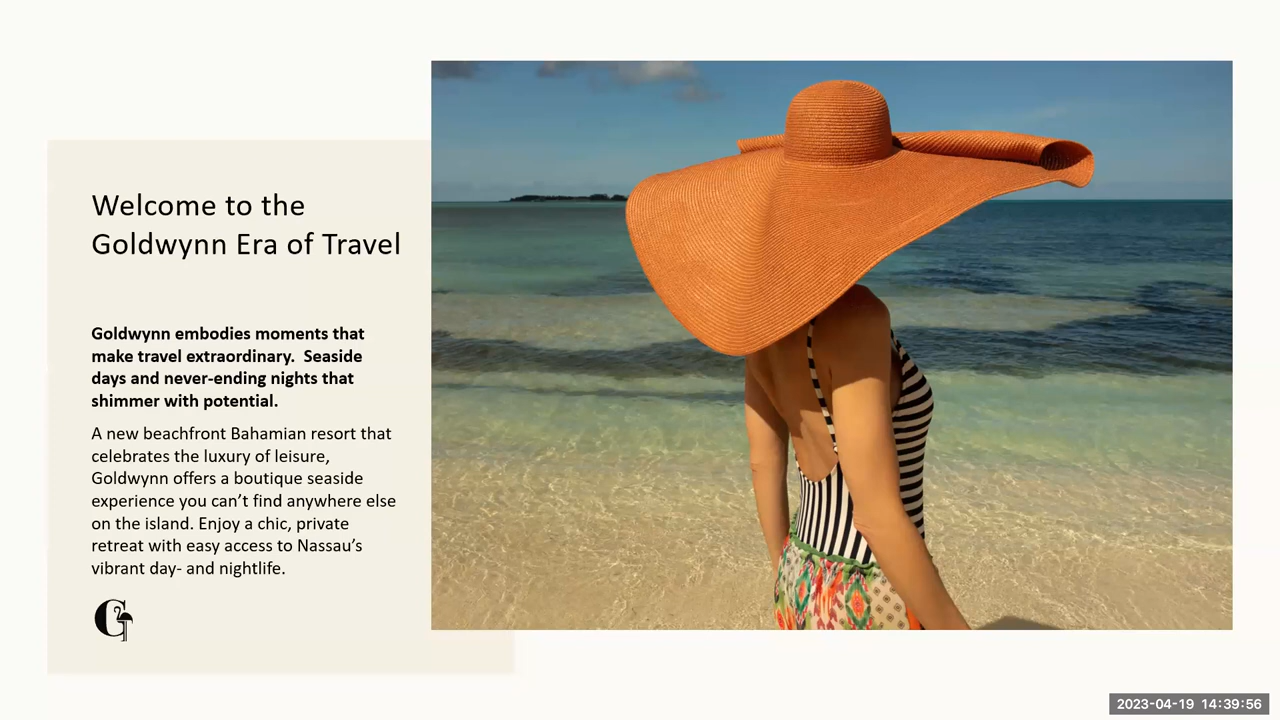 Welcome to the
Goldwynn Era of Travel
Goldwynn embodies moments that
make travel extraordinary.  Seaside
days and never-ending nights that
shimmer with potential.
A new beachfront Bahamian resort that
celebrates the luxury of leisure,
Goldwynn offers a boutique seaside
experience you can’t find anywhere else
on the island. Enjoy a chic, private
retreat with easy access to Nassau’s
vibrant day- and nightlife.
G
2023-04-19 14:39:56